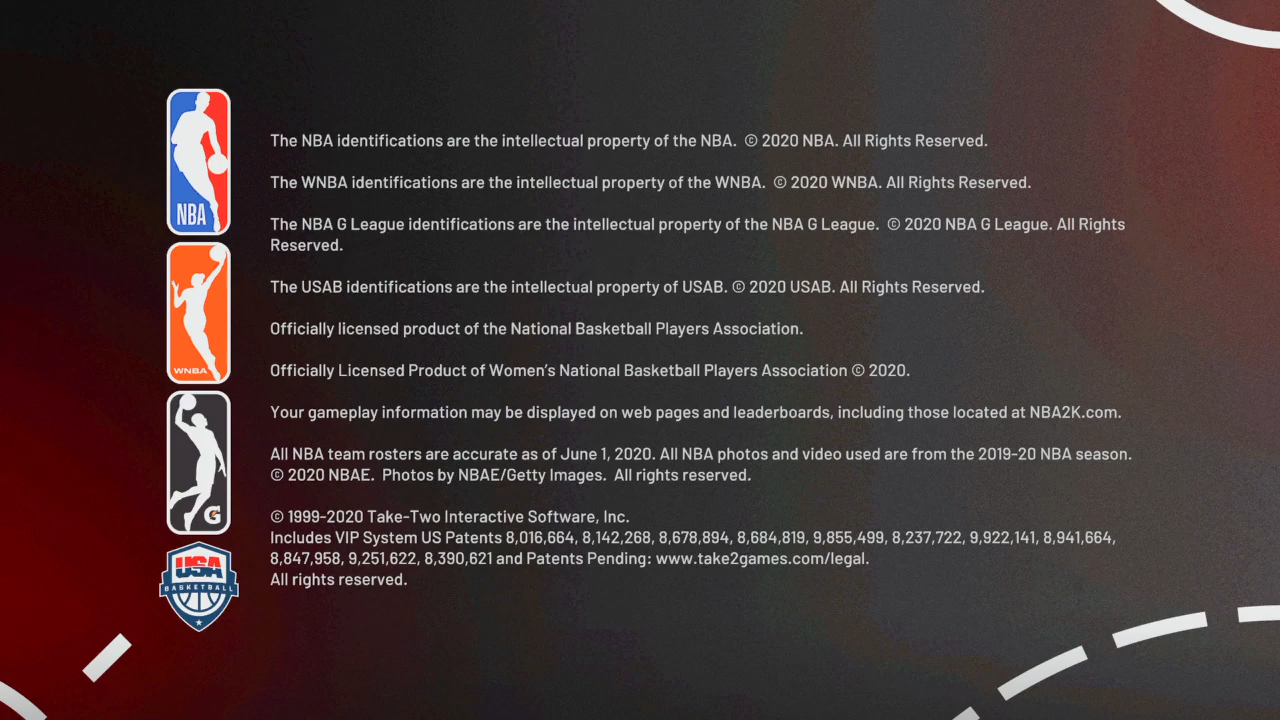 The NBA identifications are the intellectual property of the NBA.  © 2020 NBA. All Rights Reserved.
NBA
The WNBA identifications are the intellectual property of the WNBA.  © 2020 WNBA. All Rights Reserved.
The NBA G League identifications are the intellectual property of the NBA G League.  © 2020 NBA G League. All Rights
Reserved.
The USAB identifications are the intellectual property of USAB. © 2020 USAB. All Rights Reserved.
Officially licensed product of the National Basketball Players Association.
WNBA
Officially Licensed Product of Women’s National Basketball Players Association © 2020.
Your gameplay information may be displayed on web pages and leaderboards, including those located at NBA2K.com.
All NBA team rosters are accurate as of June 1, 2020. All NBA photos and video used are from the 2019-20 NBA season.
© 2020 NBAE.  Photos by NBAE/Getty Images.  All rights reserved.
G
© 1999-2020 Take-Two Interactive Software, Inc.
Includes VIP System US Patents 8,016,664, 8,142,268, 8,678,894, 8,684,819, 9,855,499, 8,237,722, 9,922,141, 8,941,664,
8,847,958, 9,251,622, 8,390,621 and Patents Pending: www.take2games.com/legal.
All rights reserved.
USA
BASKETBALL